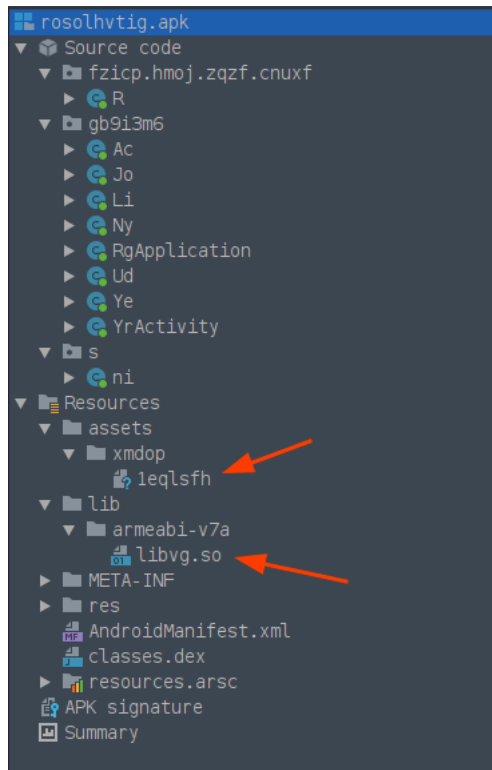 rosolhvtig.apk
Source code
fzicp.hmoj.zqzf.cnuxf
R
gb9i3m6
Ac
Jo
Li
Ny
RgApplication
Ud
Ye
YrActivity
s
ni
Resources
assets
xmdop
1eqlsfh
lib
armeabi-v7a
libvg.so
META-INF
res
AndroidManifest.xml
classes.dex
resources.arsc
APK signature
Summary